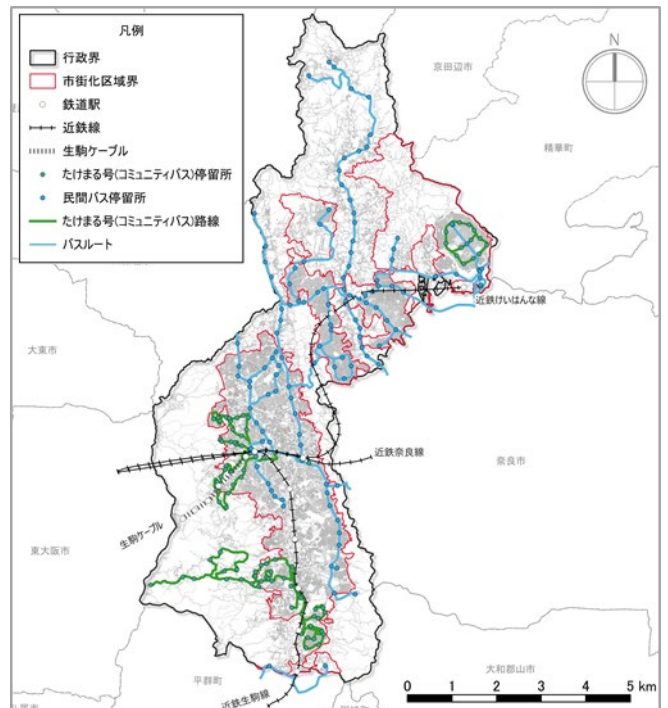 凡例
行政界
市街化区域界
鉄道駅
近鉄線
生駒ケーブル
たけまる号(コミュニティバス)停留所
民間バス停留所
たけまる号(コミュニティバス)路線
バスルート
N
京田辺市
精華町
近鉄けいはんな線
大東市
近鉄奈良線
奈良市
生駒ケーブル
東大阪市
平群町
大和郡山市
近鉄生駒線
0 1 2 3 4 5 km